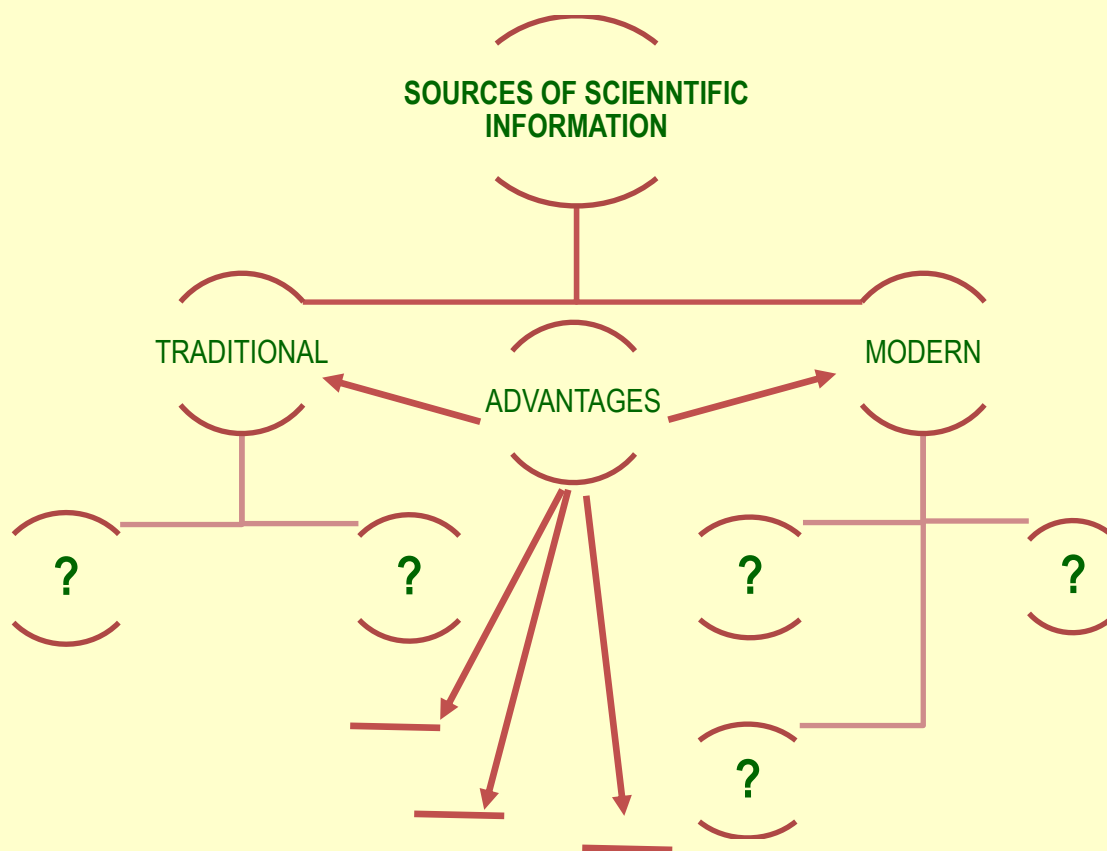 SOURCES OF SCIENNTIFIC
INFORMATION
TRADITIONAL
MODERN
ADVANTAGES
?
?
?
?
?